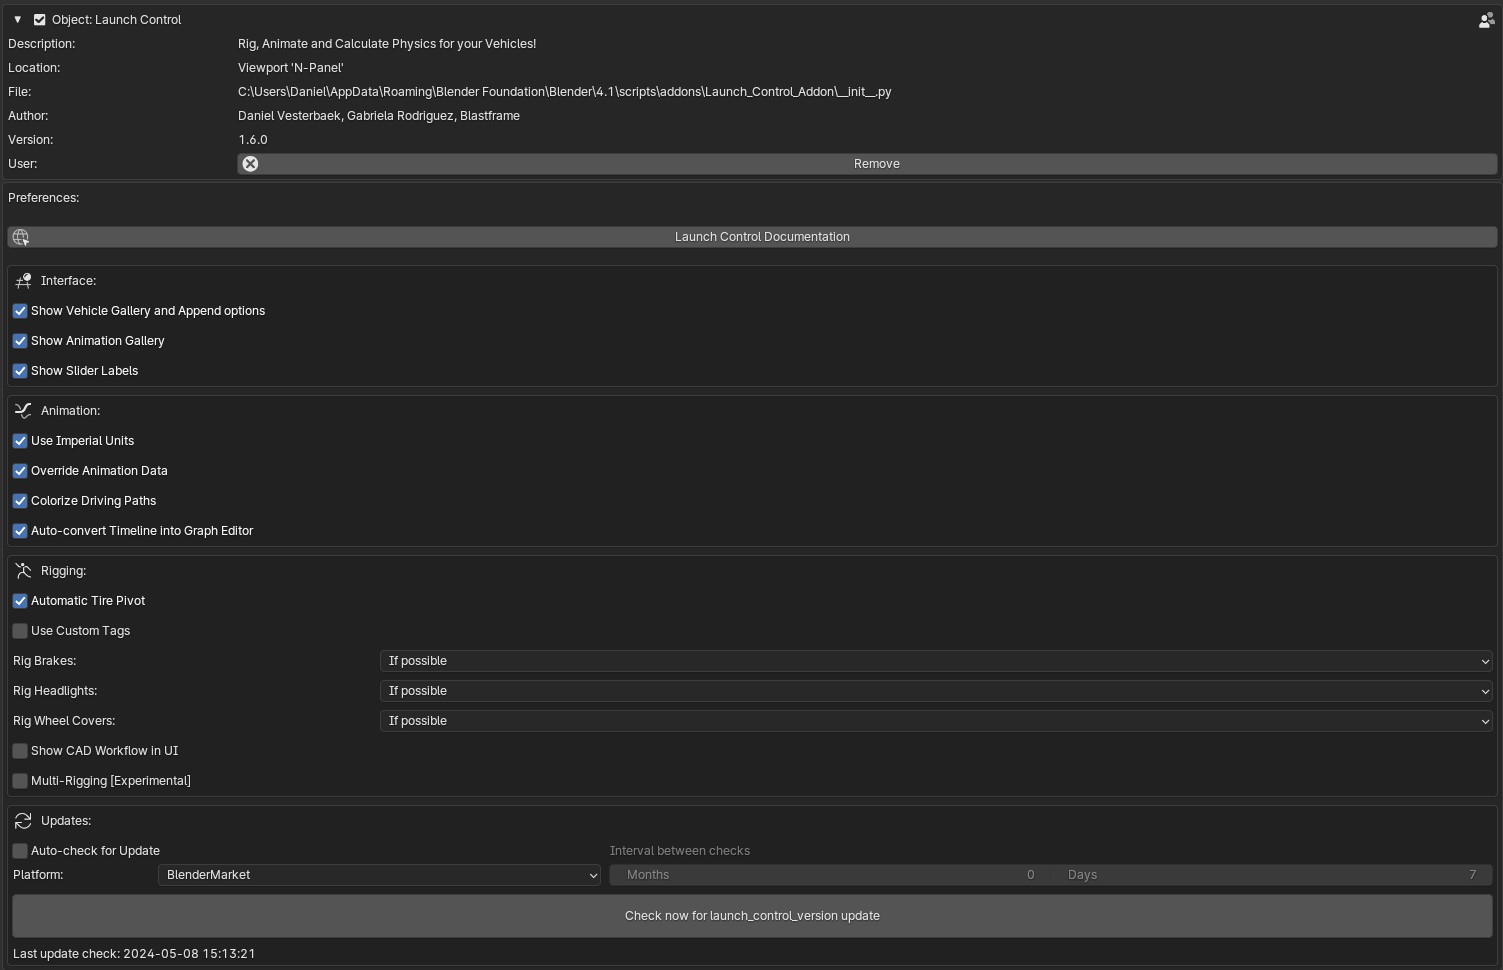 Object: Launch Control
Description: Rig, Animate and Calculate Physics for your Vehicles!
Location: Viewport 'N-Panel'
File: C:\Users\Daniel\AppData\Roaming\Blender Foundation\Blender\4.1\scripts\addons\Launch_Control_Addon\__init__.py
Author: Daniel Vesterbaek, Gabriela Rodriguez, Blastframe
Version: 1.6.0
User: Remove
Preferences:
Launch Control Documentation
Interface:
Show Vehicle Gallery and Append options
Show Animation Gallery
Show Slider Labels
Animation:
Use Imperial Units
Override Animation Data
Colorize Driving Paths
Auto-convert Timeline into Graph Editor
Rigging:
Automatic Tire Pivot
Use Custom Tags
Rig Brakes: If possible
Rig Headlights: If possible
Rig Wheel Covers: If possible
Show CAD Workflow in UI
Multi-Rigging [Experimental]
Updates:
Auto-check for Update Interval between checks
Platform: BlenderMarket Months 0 Days 7
Check now for launch_control_version update
Last update check: 2024-05-08 15:13:21